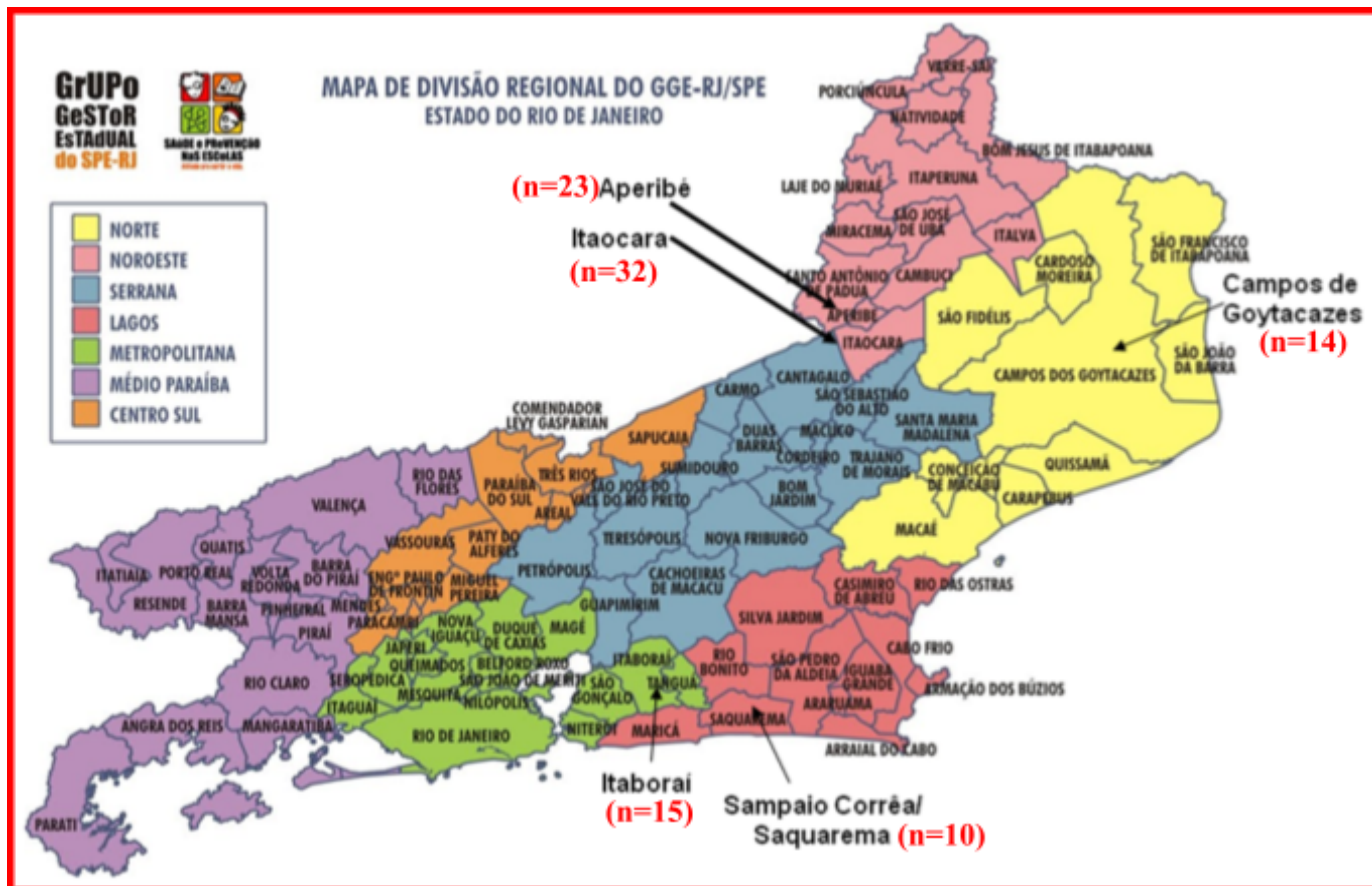 GrUPo
GeSToR
EsTAdUAL
do SPE-RJ
SAúDe e PReVENÇÃO
NaS ESCoLAS
MAPA DE DIVISÃO REGIONAL DO GGE-RJ/SPE
ESTADO DO RIO DE JANEIRO
NORTE
NOROESTE
SERRANA
LAGOS
METROPOLITANA
MÉDIO PARAÍBA
CENTRO SUL
(n=23) Aperibé
Itaocara
(n=32)
Campos de
Goytacazes
(n=14)
Itaboraí
(n=15)
Sampaio Corrêa/
Saquarema (n=10)
VARRE-SAI
PORCIÚNCULA
NATIVIDADE
BOM JESUS DE ITABAPOANA
LAJE DO MURIAÉ
ITAPERUNA
MIRACEMA
SÃO JOSÉ
DE UBÁ
ITALVA
SANTO ANTÔNIO
DE PADUA
CAMBUCI
APERIBÉ
ITAOCARA
CARDOSO
MOREIRA
SÃO FRANCISCO
DE ITABAPOANA
SÃO FIDÉLIS
SÃO JOÃO
DA BARRA
CAMPOS DOS GOYTACAZES
QUISSAMÃ
CONCEIÇÃO
DE MACABU
CARAPEBUS
MACAÉ
CANTAGALO
CARMO
SÃO SEBASTIÃO
DO ALTO
SANTA MARIA
MADALENA
DUAS
BARRAS
MACUCO
CORDEIRO
TRAJANO
DE MORAIS
SUMIDOURO
BOM
JARDIM
SÃO JOSÉ DO
VALE DO RIO PRETO
TERESÓPOLIS
NOVA FRIBURGO
PETRÓPOLIS
CACHOEIRAS
DE MACACU
GUAPIMIRIM
COMENDADOR
LEVY GASPARIAN
SAPUCAIA
TRÊS RIOS
PARAÍBA
DO SUL
AREAL
VASSOURAS
PATY DO
ALFERES
ENGº PAULO
DE FRONTIN
MIGUEL
PEREIRA
PARACAMBI
RIO DAS
FLORES
VALENÇA
QUATIS
ITATIAIA
PORTO REAL
VOLTA
REDONDA
BARRA
DO PIRAÍ
RESENDE
BARRA
MANSA
PINHEIRAL
MENDES
PIRAÍ
RIO CLARO
ANGRA DOS REIS
MANGARATIBA
PARATI
JAPERI
NOVA
IGUAÇU
DUQUE
DE CAXIAS
MAGÉ
QUEIMADOS
BELFORD ROXO
SEROPÉDICA
SÃO JOÃO DE MERITI
MESQUITA
NILÓPOLIS
ITAGUAÍ
RIO DE JANEIRO
ITABORAÍ
SÃO
GONÇALO
TANGUÁ
NITERÓI
CASIMIRO
DE ABREU
RIO DAS OSTRAS
SILVA JARDIM
RIO
BONITO
SÃO PEDRO
DA ALDEIA
CABO FRIO
IGUABA
GRANDE
ARMAÇÃO DOS BÚZIOS
ARARUAMA
MARICÁ
SAQUAREMA
ARRAIAL DO CABO